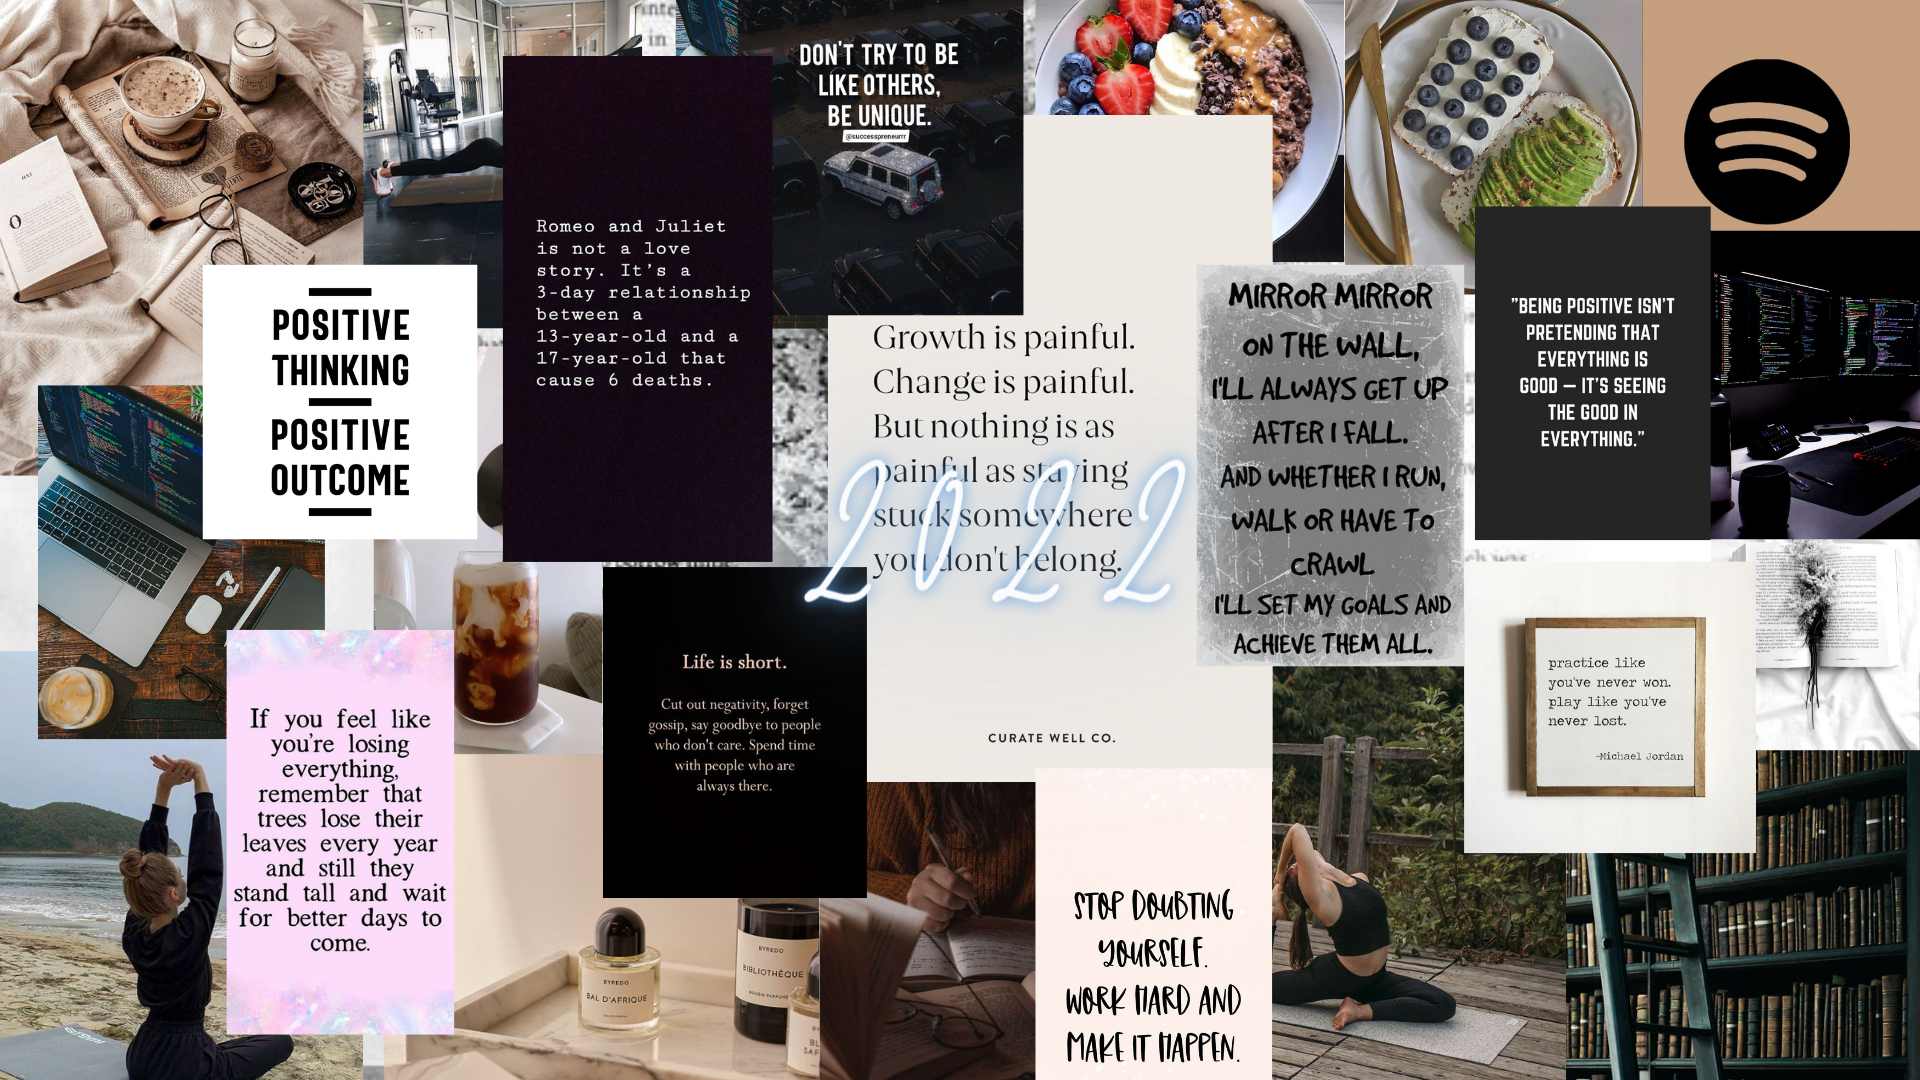 DON'T TRY TO BE
LIKE OTHERS,
BE UNIQUE.
@successpreneurrr
Romeo and Juliet
is not a love
story. It's a
3-day relationship
between a
13-year-old and a
17-year-old that
cause 6 deaths.
POSITIVE
THINKING
POSITIVE
OUTCOME
Growth is painful.
Change is painful.
But nothing is as
painful as staying
stuck somewhere
you don't belong.
CURATE WELL CO.
2022
MIRROR MIRROR
ON THE WALL,
I'LL ALWAYS GET UP
AFTER I FALL.
AND WHETHER I RUN,
WALK OR HAVE TO
CRAWL
I'LL SET MY GOALS AND
ACHIEVE THEM ALL.
"BEING POSITIVE ISN'T
PRETENDING THAT
EVERYTHING IS
GOOD – IT'S SEEING
THE GOOD IN
EVERYTHING."
If you feel like
you're losing
everything,
remember that
trees lose their
leaves every year
and still they
stand tall and wait
for better days to
come.
Life is short.
Cut out negativity, forget
gossip, say goodbye to people
who don't care. Spend time
with people who are
always there.
practice like
you've never won.
play like you've
never lost.
-Michael Jordan
BYREDO
BAL D'AFRIQUE
BYREDO
BIBLIOTHÈQUE
STOP DOUBTING
YOURSELF.
WORK HARD AND
MAKE IT HAPPEN.